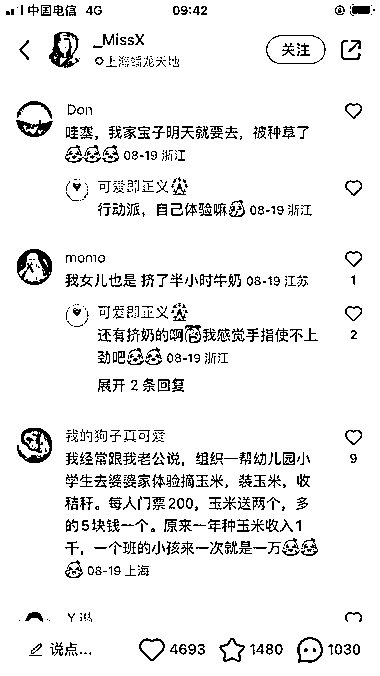 中国电信 4G 09:42
_MissX
上海蟠龙天地
关注
Don
哇塞，我家宝子明天就要去，被种草了
08-19 浙江
可爱即正义
行动派，自己体验嘛 08-19 浙江
momo
我女儿也是 挤了半小时牛奶 08-19 江苏
1
可爱即正义
还有挤奶的啊我感觉手指使不上
劲吧 08-19 浙江
2
展开 2 条回复
我的狗子真可爱
我经常跟我老公说，组织一帮幼儿园小
学生去婆婆家体验摘玉米，装玉米，收
秸秆。每人门票200，玉米送两个，多
的5块钱一个。原来一年种玉米收入1
千，一个班的小孩来一次就是一万
08-19 上海
9
说点...
4693
1480
1030